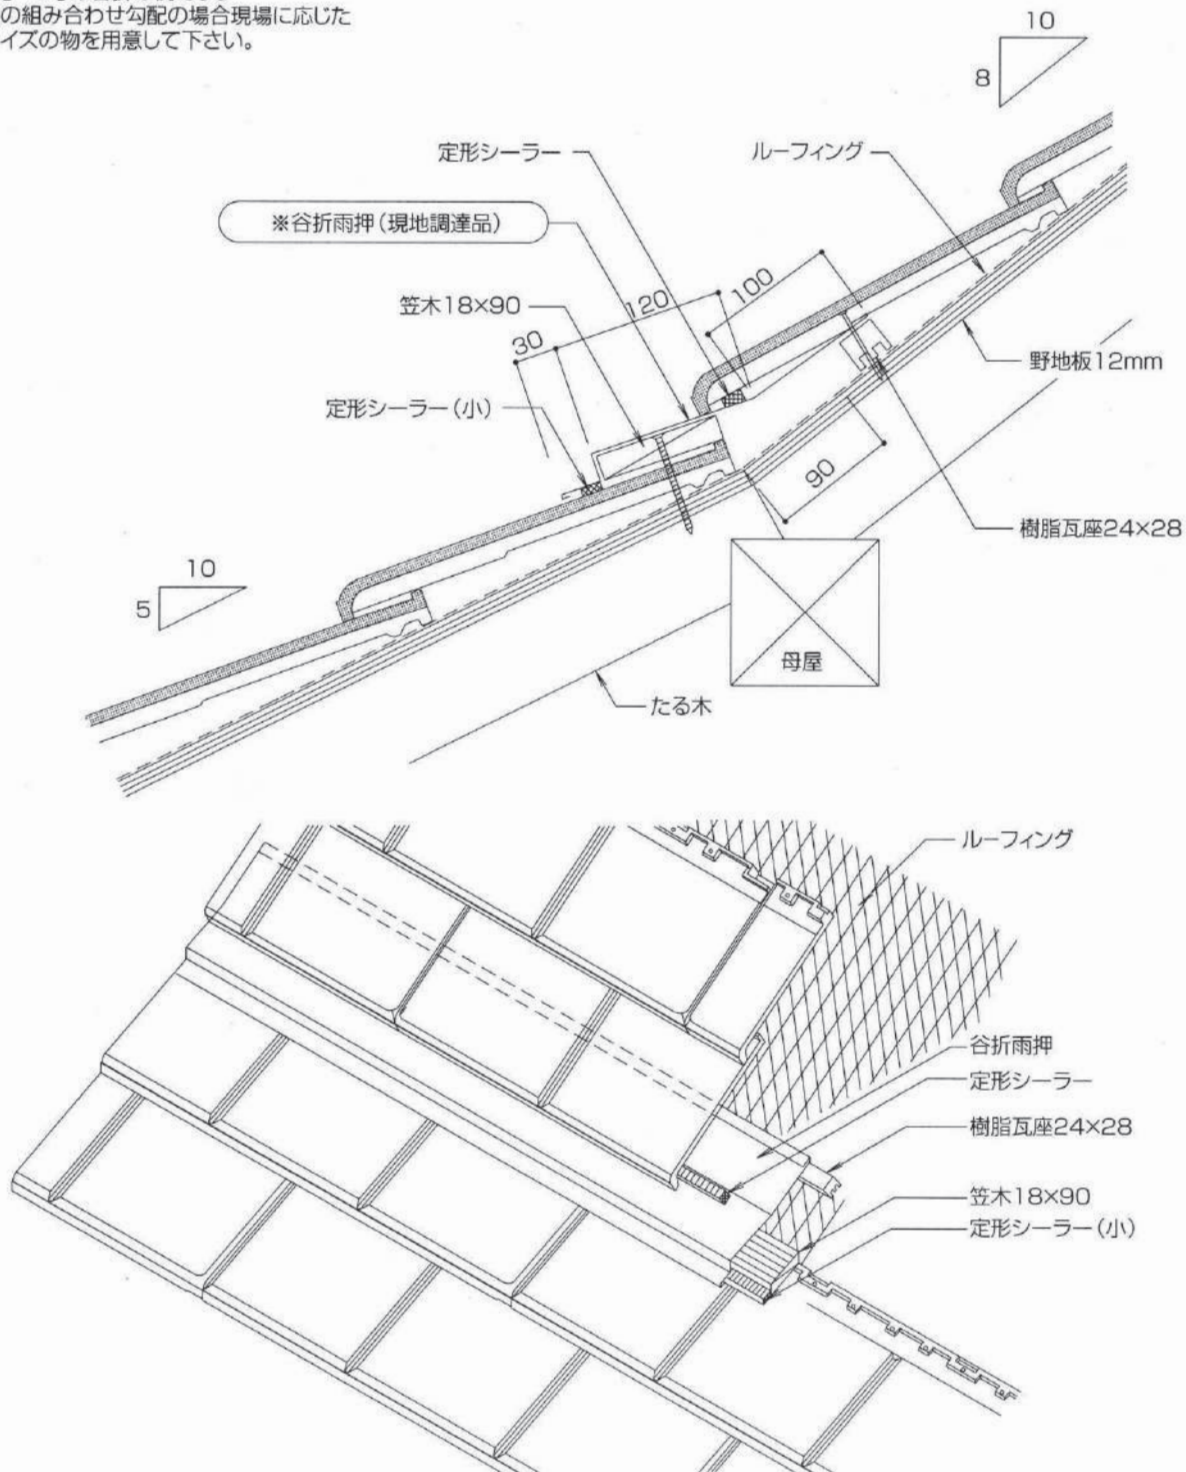 の組み合わせ勾配の場合現場に応じた
イズの物を用意して下さい。
10
8
定形シーラー
ルーフィング
※谷折雨押(現地調達品)
100
120
笠木18×90
30
野地板12mm
定形シーラー(小)
90
樹脂瓦座24×28
10
5
母屋
たる木
ルーフィング
谷折雨押
定形シーラー
樹脂瓦座24×28
笠木18×90
定形シーラー(小)